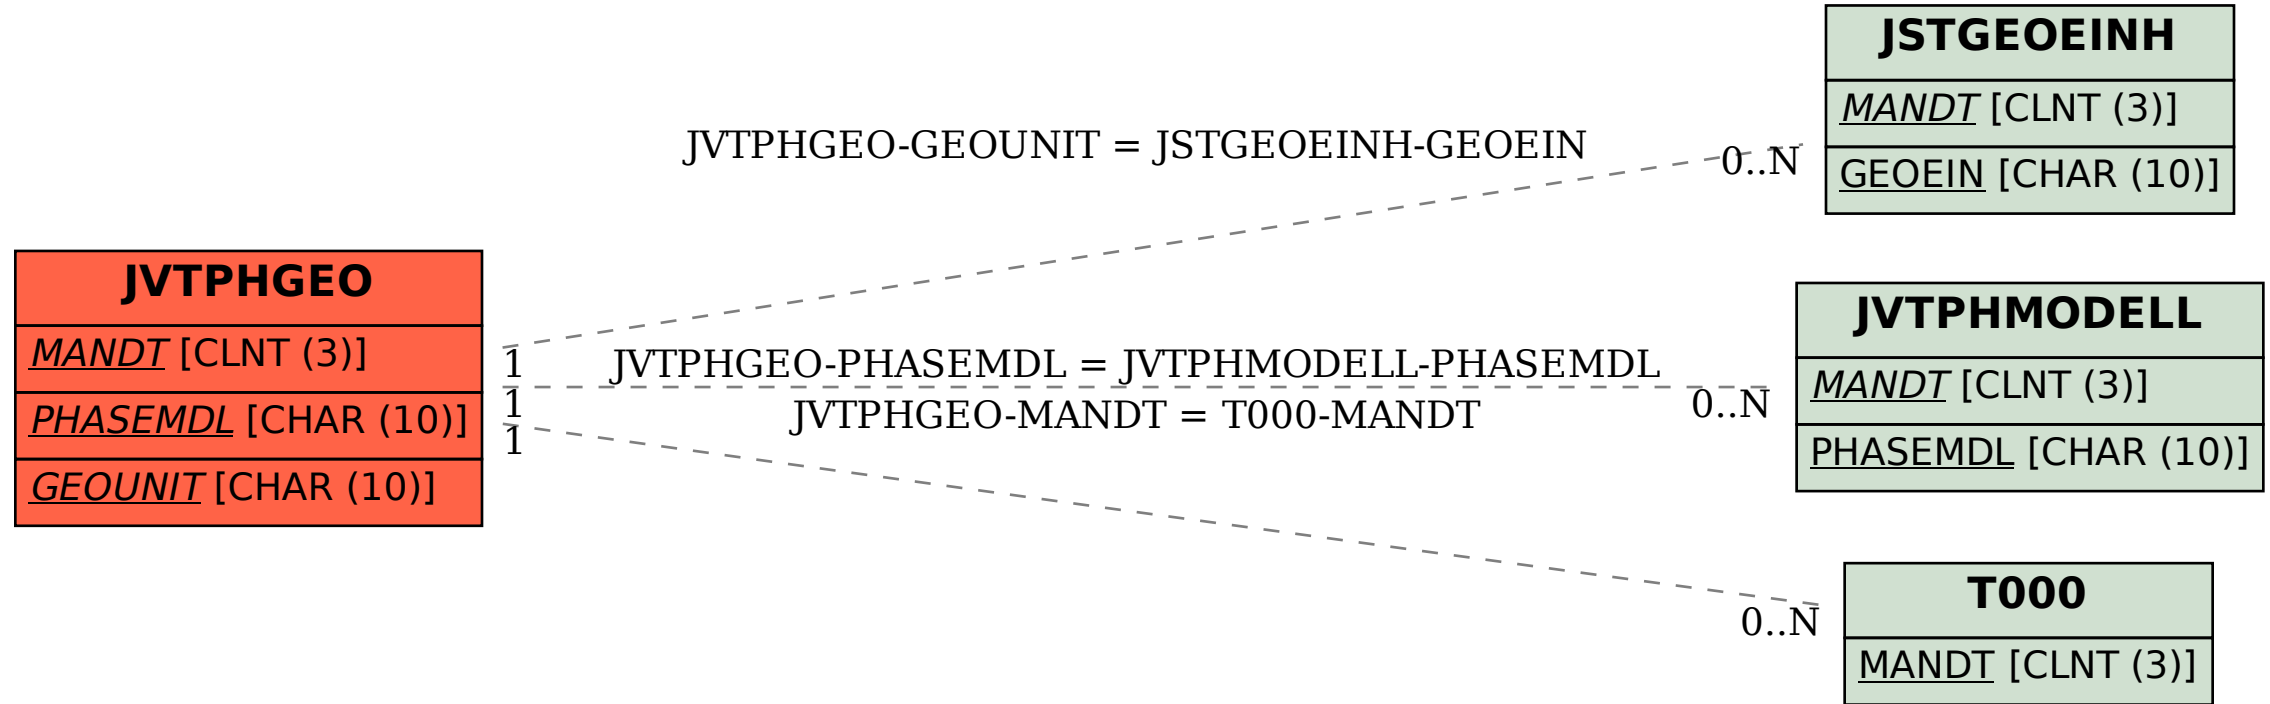 JSTGEOEINH
MANDT [CLNT (3)]
GEOEIN [CHAR (10)]
JVTPHGEO-GEOUNIT = JSTGEOEINH-GEOEIN
0..N
JVTPHGEO
MANDT [CLNT (3)]
PHASEMDL [CHAR (10)]
GEOUNIT [CHAR (10)]
1
1
1
JVTPHGEO-PHASEMDL = JVTPHMODELL-PHASEMDL
0..N
JVTPHGEO-MANDT = T000-MANDT
JVTPHMODELL
MANDT [CLNT (3)]
PHASEMDL [CHAR (10)]
0..N
T000
MANDT [CLNT (3)]